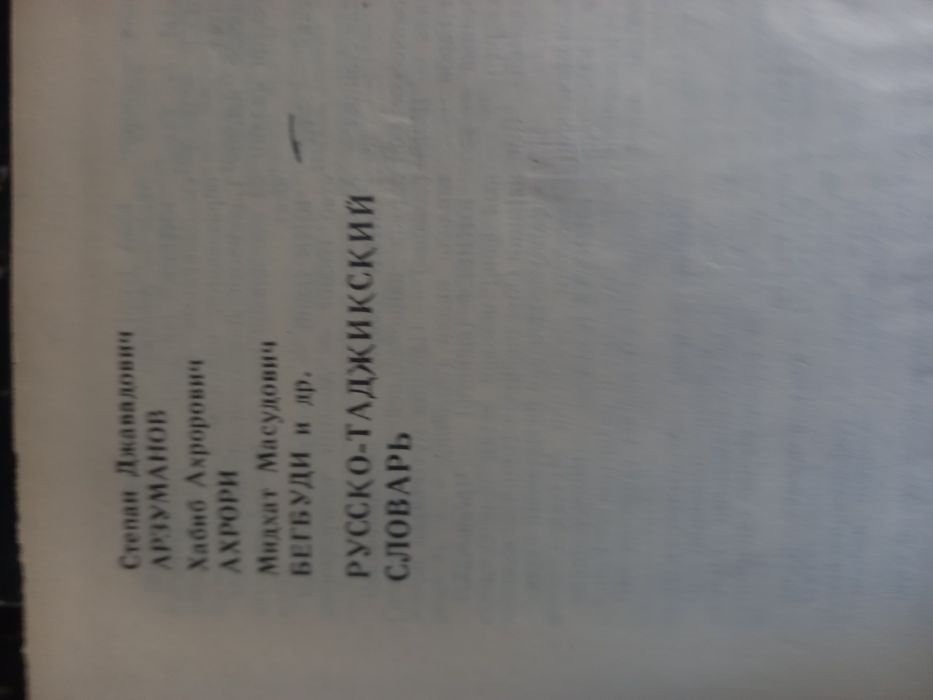 Степан Джавадович
АРЗУМАНОВ
Хабиб Ахрорович
АХРОРИ
Мидхат Масудович
БЕГБУДИ и др.
РУССКО-ТАДЖИКСКИЙ
СЛОВАРЬ